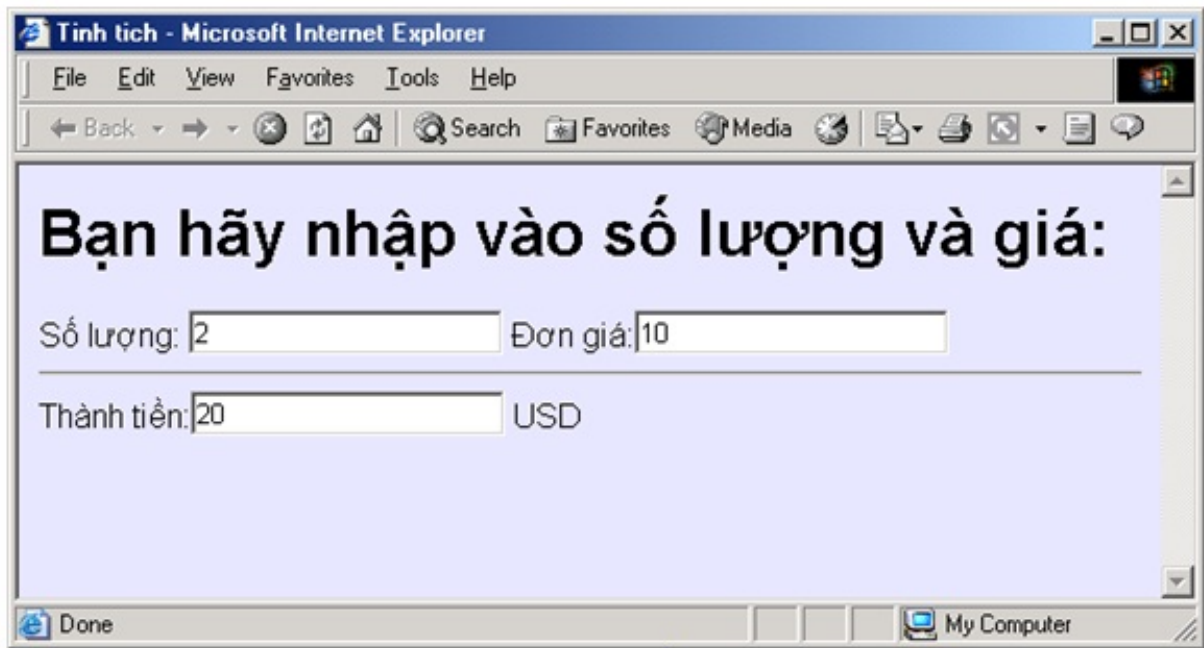 Tinh tich - Microsoft Internet Explorer
File Edit View Favorites Tools Help
Back Search Favorites Media
Bạn hãy nhập vào số lượng và giá:
Số lượng: 2 Đơn giá: 10
Thành tiền: 20 USD
Done My Computer